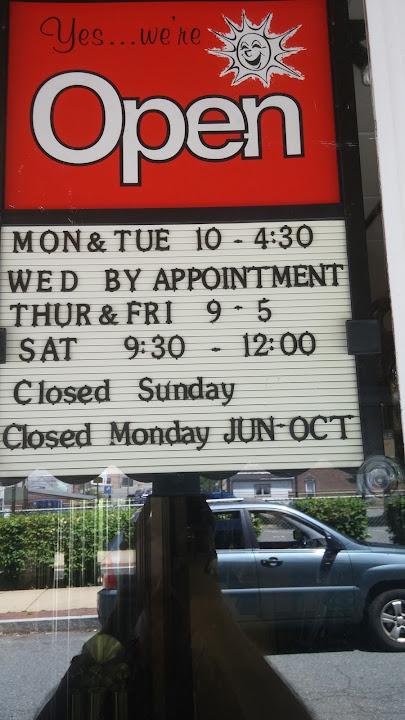 Yes...we're
Open
MON & TUE 10 - 4:30
WED BY APPOINTMENT
THUR & FRI 9 - 5
SAT 9:30 - 12:00
Closed Sunday
Closed Monday JUN-OCT